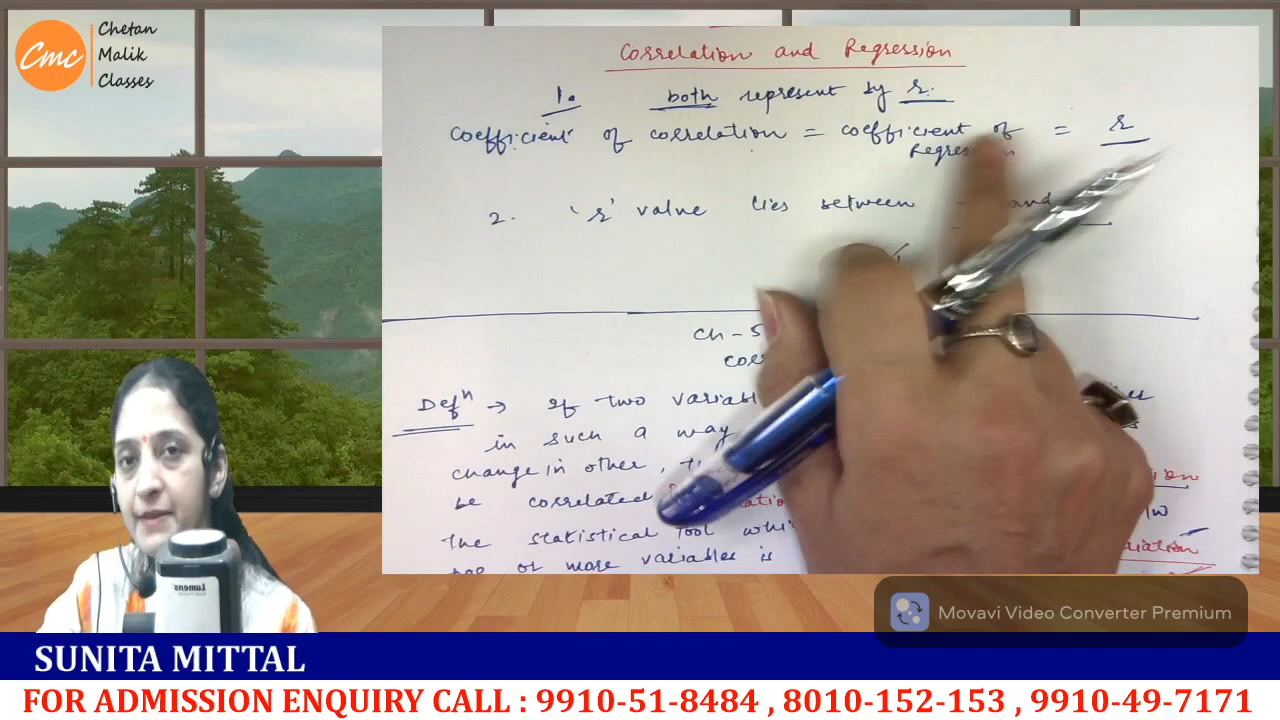 Cmc
Chetan
Malik
Classes
Correlation and Regression
1. both represent by r.
coefficient of correlation = coefficient of = r
Regression
2. 'r' value lies between and
Ch - 5
Defⁿ → If two
in such a way
change in other,
be correlated
the statistical Tool
or more variables is
Lumens
Movavi Video Converter Premium
SUNITA MITTAL
FOR ADMISSION ENQUIRY CALL : 9910-51-8484 , 8010-152-153 , 9910-49-7171